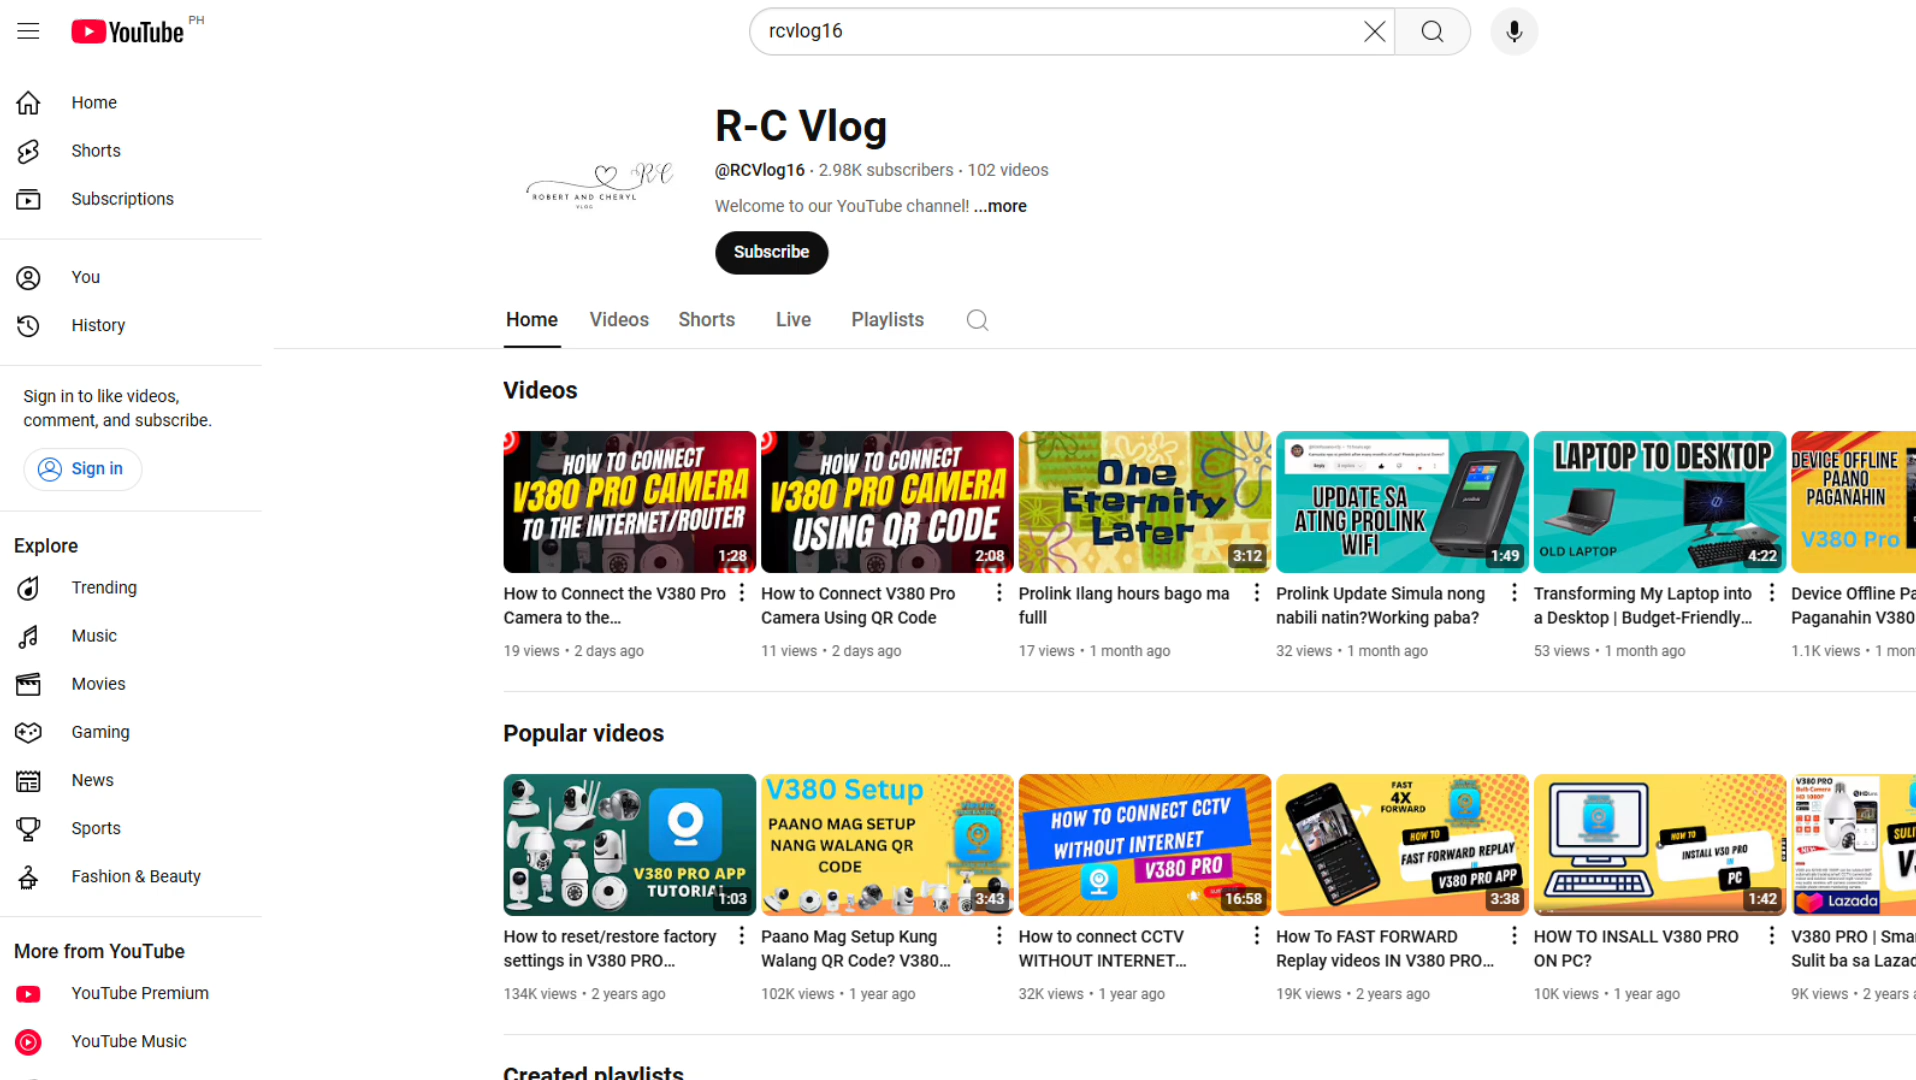 YouTube PH
rcvlog16
Home
Shorts
Subscriptions
You
History
Sign in to like videos,
comment, and subscribe.
Sign in
Explore
Trending
Music
Movies
Gaming
News
Sports
Fashion & Beauty
More from YouTube
YouTube Premium
YouTube Music
RC
ROBERT AND CHERYL
VLOG
R-C Vlog
@RCVlog16 • 2.98K subscribers • 102 videos
Welcome to our YouTube channel! ...more
Subscribe
Home Videos Shorts Live Playlists
Videos
HOW TO CONNECT
V380 PRO CAMERA
TO THE INTERNET/ROUTER
1:28
How to Connect the V380 Pro
Camera to the...
19 views • 2 days ago
HOW TO CONNECT
V380 PRO CAMERA
USING QR CODE
2:08
How to Connect V380 Pro
Camera Using QR Code
11 views • 2 days ago
One
Eternity
Later
3:12
Prolink Ilang hours bago ma
fulll
17 views • 1 month ago
UPDATE SA
ATING PROLINK
WIFI
prolink
1:49
Prolink Update Simula nong
nabili natin?Working paba?
32 views • 1 month ago
LAPTOP TO DESKTOP
OLD LAPTOP
4:22
Transforming My Laptop into
a Desktop | Budget-Friendly...
53 views • 1 month ago
DEVICE OFFLINE
PAANO
PAGANAHIN
V380 Pro
Device Offline Pa
Paganahin V380
1.1K views • 1 mon
Popular videos
V380 PRO APP
TUTORIAL
1:03
How to reset/restore factory
settings in V380 PRO...
134K views • 2 years ago
V380 Setup
PAANO MAG SETUP
NANG WALANG QR
CODE
3:43
Paano Mag Setup Kung
Walang QR Code? V380...
102K views • 1 year ago
HOW TO CONNECT CCTV
WITHOUT INTERNET
V380 PRO
16:58
How to connect CCTV
WITHOUT INTERNET...
32K views • 1 year ago
FAST
4X
FORWARD
HOW TO
FAST FORWARD REPLAY
IN
V380 PRO APP
3:38
How To FAST FORWARD
Replay videos IN V380 PRO...
19K views • 2 years ago
HOW TO
INSTALL V30 PRO
IN
PC
1:42
HOW TO INSALL V380 PRO
ON PC?
10K views • 1 year ago
V380 PRO
Bulb Camera
HD 1080P
SULI
V
Lazada
V380 PRO | Sma
Sulit ba sa Lazad
9K views • 2 years a
Created playlists